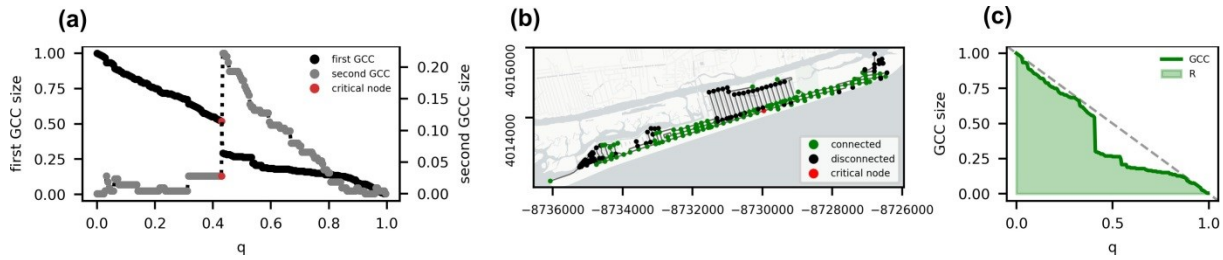 (a)
first GCC size
1.00
0.75
0.50
0.25
0.00
first GCC
second GCC
critical node
0.20
0.15
0.10
0.05
0.00
second GCC size
0.0
0.2
0.4
0.6
0.8
1.0
q
(b)
4016000
4014000
connected
disconnected
critical node
−8736000
−8734000
−8732000
−8730000
−8728000
−8726000
(c)
GCC size
1.00
0.75
0.50
0.25
0.00
GCC
R
0.0
0.5
1.0
q